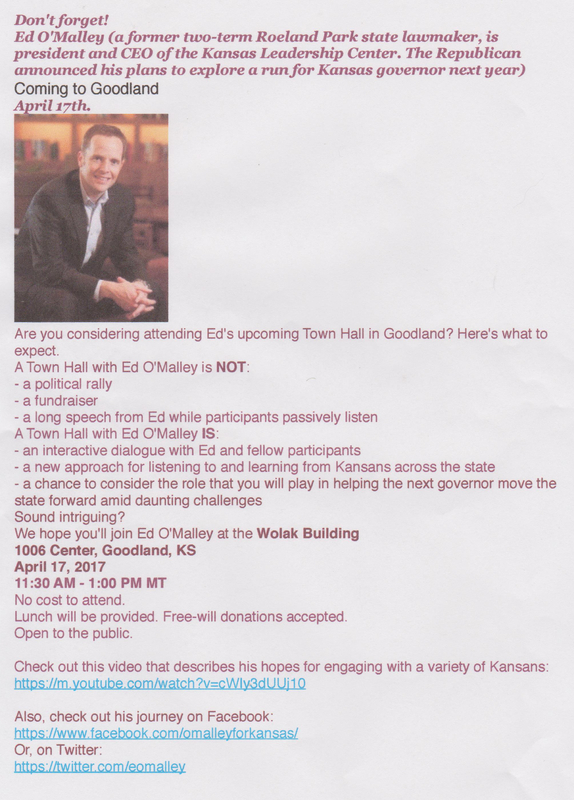 Don't forget!
Ed O'Malley (a former two-term Roeland Park state lawmaker, is
president and CEO of the Kansas Leadership Center. The Republican
announced his plans to explore a run for Kansas governor next year)
Coming to Goodland
April 17th.
Are you considering attending Ed's upcoming Town Hall in Goodland? Here's what to
expect.
A Town Hall with Ed O'Malley is NOT:
- a political rally
- a fundraiser
- a long speech from Ed while participants passively listen
A Town Hall with Ed O'Malley IS:
- an interactive dialogue with Ed and fellow participants
- a new approach for listening to and learning from Kansans across the state
- a chance to consider the role that you will play in helping the next governor move the
state forward amid daunting challenges
Sound intriguing?
We hope you'll join Ed O'Malley at the Wolak Building
1006 Center, Goodland, KS
April 17, 2017
11:30 AM - 1:00 PM MT
No cost to attend.
Lunch will be provided. Free-will donations accepted.
Open to the public.
Check out this video that describes his hopes for engaging with a variety of Kansans:
https://m.youtube.com/watch?v=cWIy3dUUj10
Also, check out his journey on Facebook:
https://www.facebook.com/omalleyforkansas/
Or, on Twitter:
https://twitter.com/eomalley